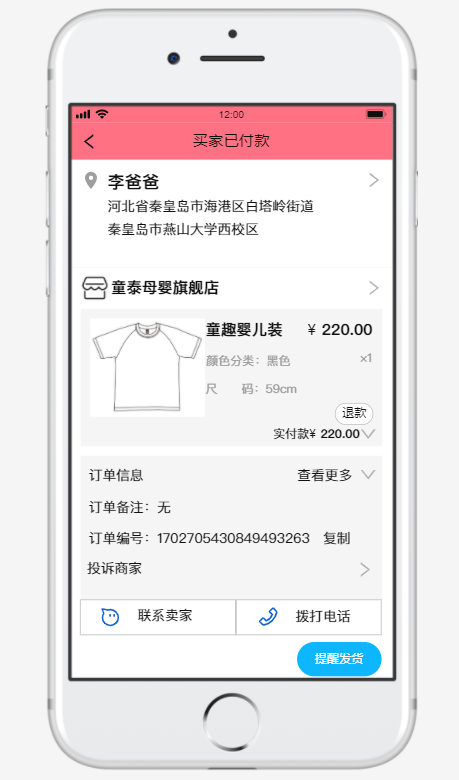 12:00
买家已付款
李爸爸
河北省秦皇岛市海港区白塔岭街道
秦皇岛市燕山大学西校区
童泰母婴旗舰店
童趣婴儿装 ¥ 220.00
颜色分类：黑色 x1
尺 码：59cm
退款
实付款¥ 220.00
订单信息 查看更多
订单备注：无
订单编号：1702705430849493263 复制
投诉商家
联系卖家 拨打电话
提醒发货